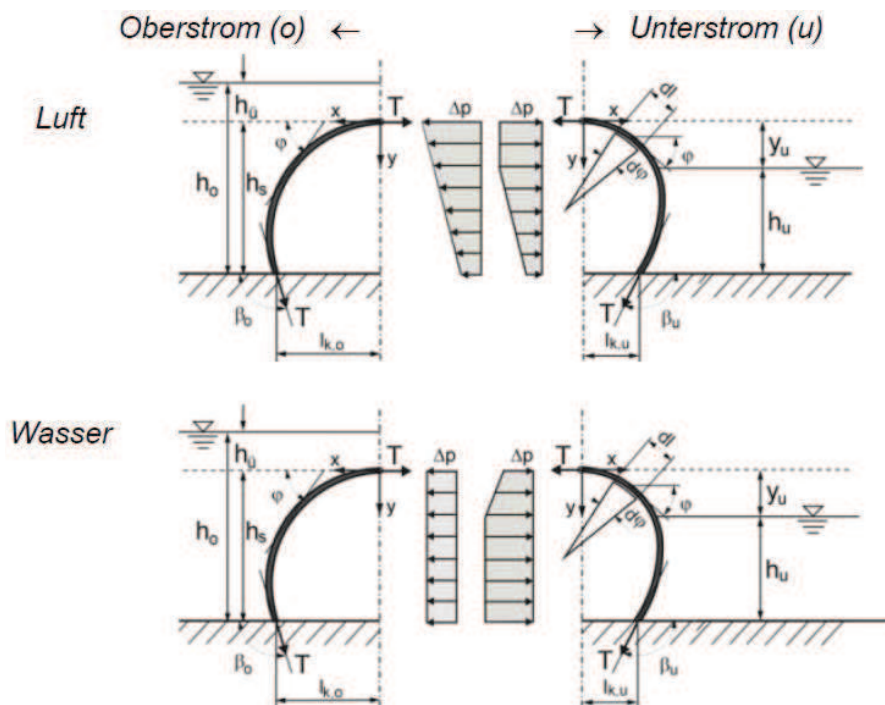 Oberstrom (o) ← → Unterstrom (u)
Luft
hü x T Δp Δp T x dl
φ y y dφ φ yu
ho hs hu
βo T T βu
lk,o lk,u
Wasser
hü x T Δp Δp T x dl
φ y y dφ φ yu
ho hs hu
βo T T βu
lk,o lk,u